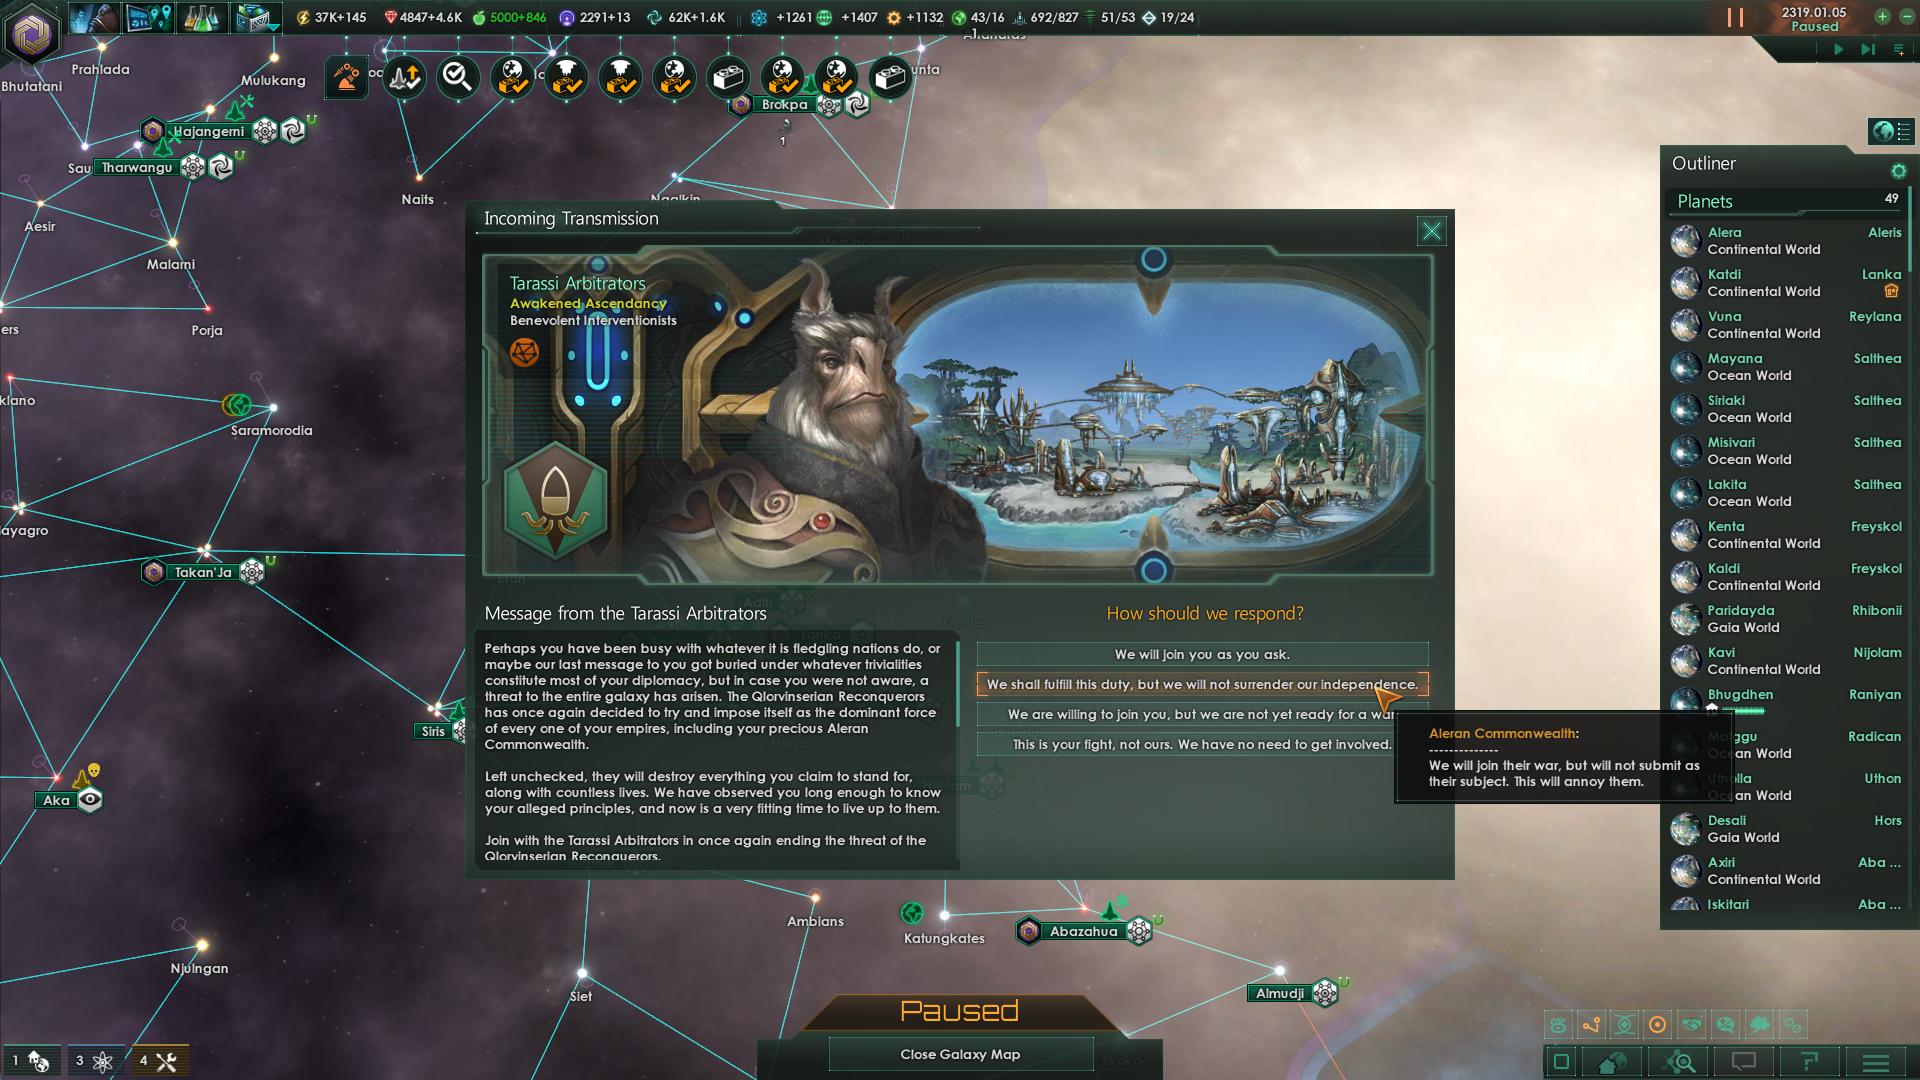 37K+145
4847+4.6K
5000+846
2291+13
62K+1.6K
+1261
+1407
+1132
43/16
692/827
51/53
19/24
2319.01.05
Paused
Prahlada
Bhutatani
Mulukang
Hajangerni
Tharwangu
Naits
Brokpa
1
Aesir
Malarni
Porja
Saramorodia
Takan'Ja
Siris
Aka
Njulngan
Incoming Transmission
Tarassi Arbitrators
Awakened Ascendancy
Benevolent Interventionists
Message from the Tarassi Arbitrators
Perhaps you have been busy with whatever it is fledgling nations do, or
maybe our last message to you got buried under whatever trivialities
constitute most of your diplomacy, but in case you were not aware, a
threat to the entire galaxy has arisen. The Qlorvinserian Reconquerors
has once again decided to try and impose itself as the dominant force
of every one of your empires, including your precious Aleran
Commonwealth.
Left unchecked, they will destroy everything you claim to stand for,
along with countless lives. We have observed you long enough to know
your alleged principles, and now is a very fitting time to live up to them.
Join with the Tarassi Arbitrators in once again ending the threat of the
Qlorvinserian Reconquerors.
How should we respond?
We will join you as you ask.
We shall fulfill this duty, but we will not surrender our independence.
We are willing to join you, but we are not yet ready for a war.
This is your fight, not ours. We have no need to get involved.
Aleran Commonwealth:
--------------
We will join their war, but will not submit as
their subject. This will annoy them.
Outliner
Planets 49
Alera Aleris
Continental World
Katdi Lanka
Continental World
Vuna Reylana
Continental World
Mayana Salthea
Ocean World
Siriaki Salthea
Ocean World
Misivari Salthea
Ocean World
Lakita Salthea
Ocean World
Kenta Freyskol
Continental World
Kaldi Freyskol
Continental World
Paridayda Rhibonii
Gaia World
Kavi Nijolam
Continental World
Bhugdhen Raniyan
Radican
Ocean World
Uthon
Ocean World
Desali Hors
Gaia World
Axiri Aba ...
Continental World
Iskitari Aba ...
Ambians
Katungkates
Abazahua
Siet
Almudji
Paused
Close Galaxy Map
1
3
4